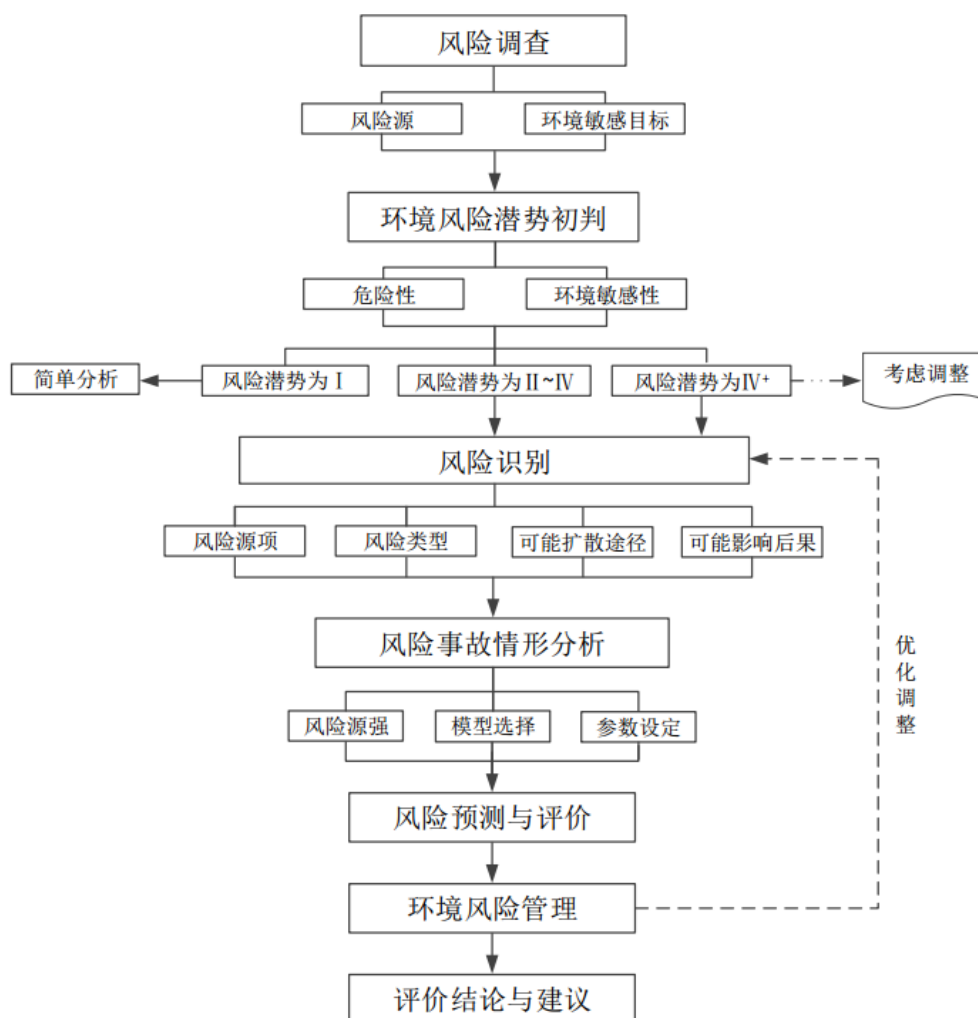 风险调查
风险源
环境敏感目标
环境风险潜势初判
危险性
环境敏感性
简单分析
风险潜势为Ⅰ
风险潜势为Ⅱ~Ⅳ
风险潜势为Ⅳ+
考虑调整
风险识别
风险源项
风险类型
可能扩散途径
可能影响后果
风险事故情形分析
优化调整
风险源强
模型选择
参数设定
风险预测与评价
环境风险管理
评价结论与建议